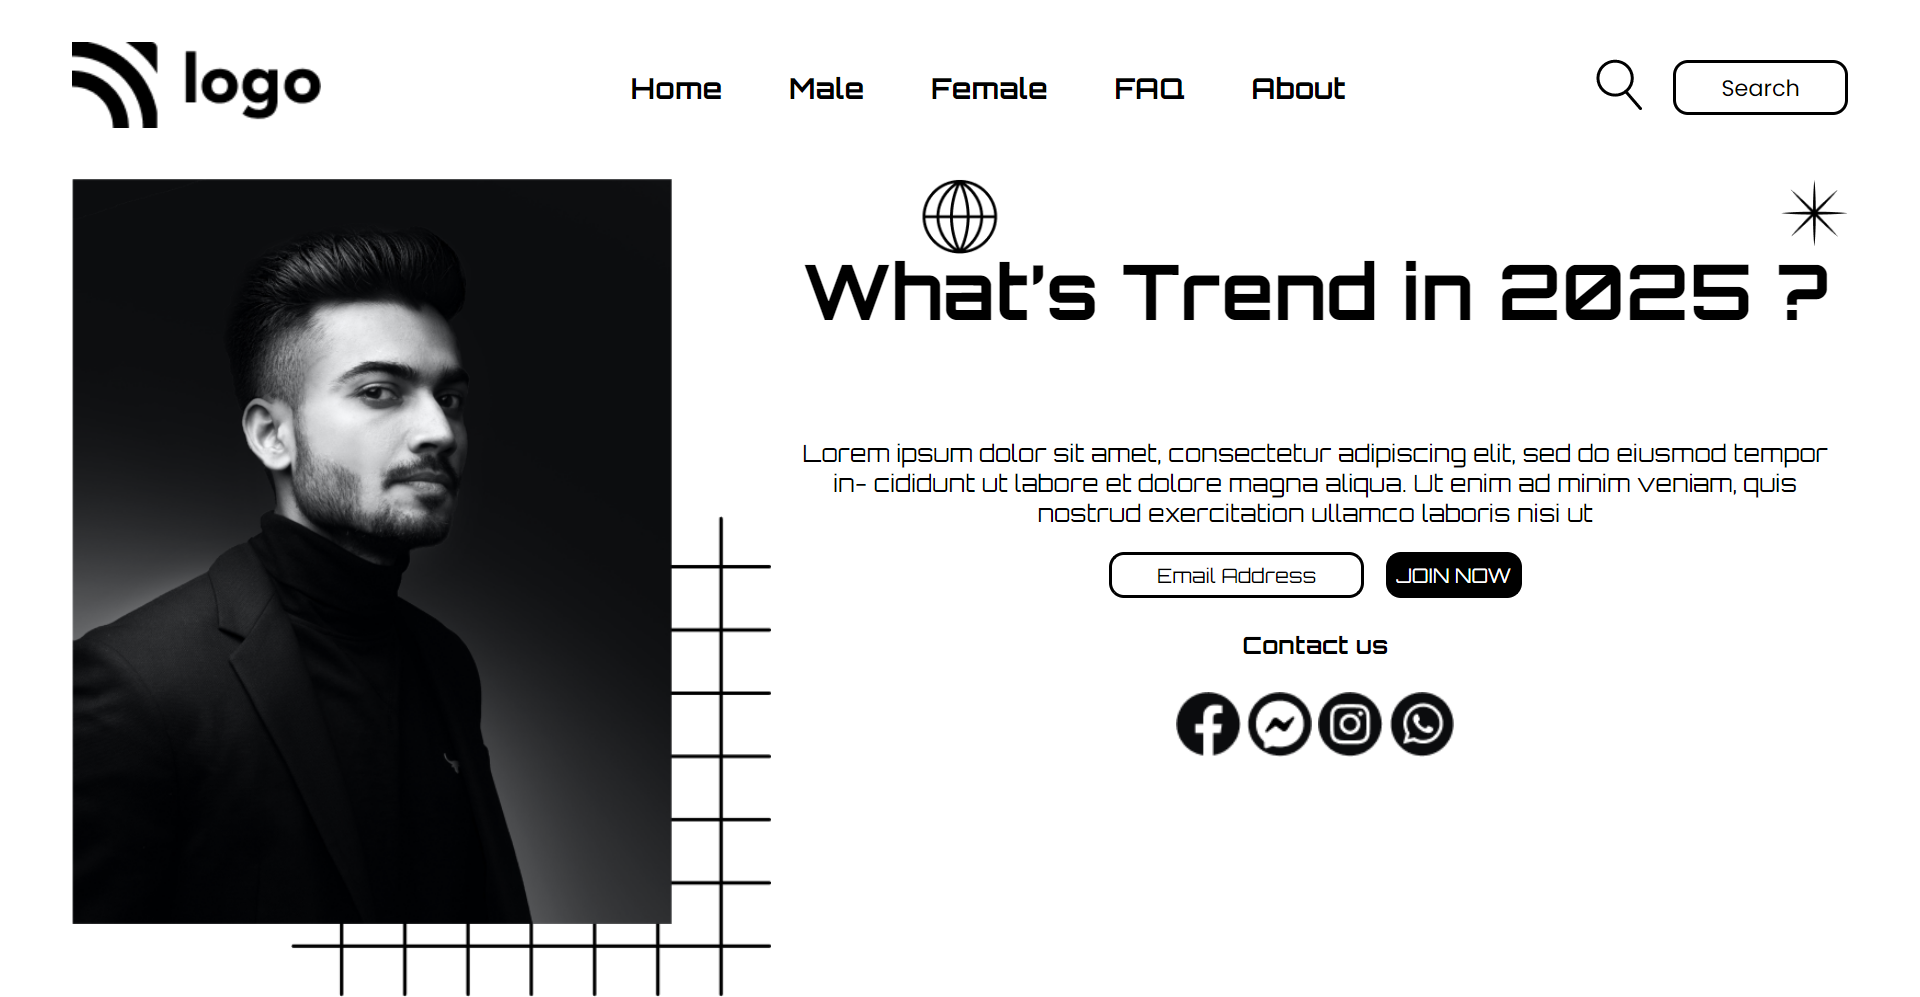 logo
Home Male Female FAQ About
Search
What's Trend in 2025 ?
Lorem ipsum dolor sit amet, consectetur adipiscing elit, sed do eiusmod tempor
in- cididunt ut labore et dolore magna aliqua. Ut enim ad minim veniam, quis
nostrud exercitation ullamco laboris nisi ut
Email Address
JOIN NOW
Contact us